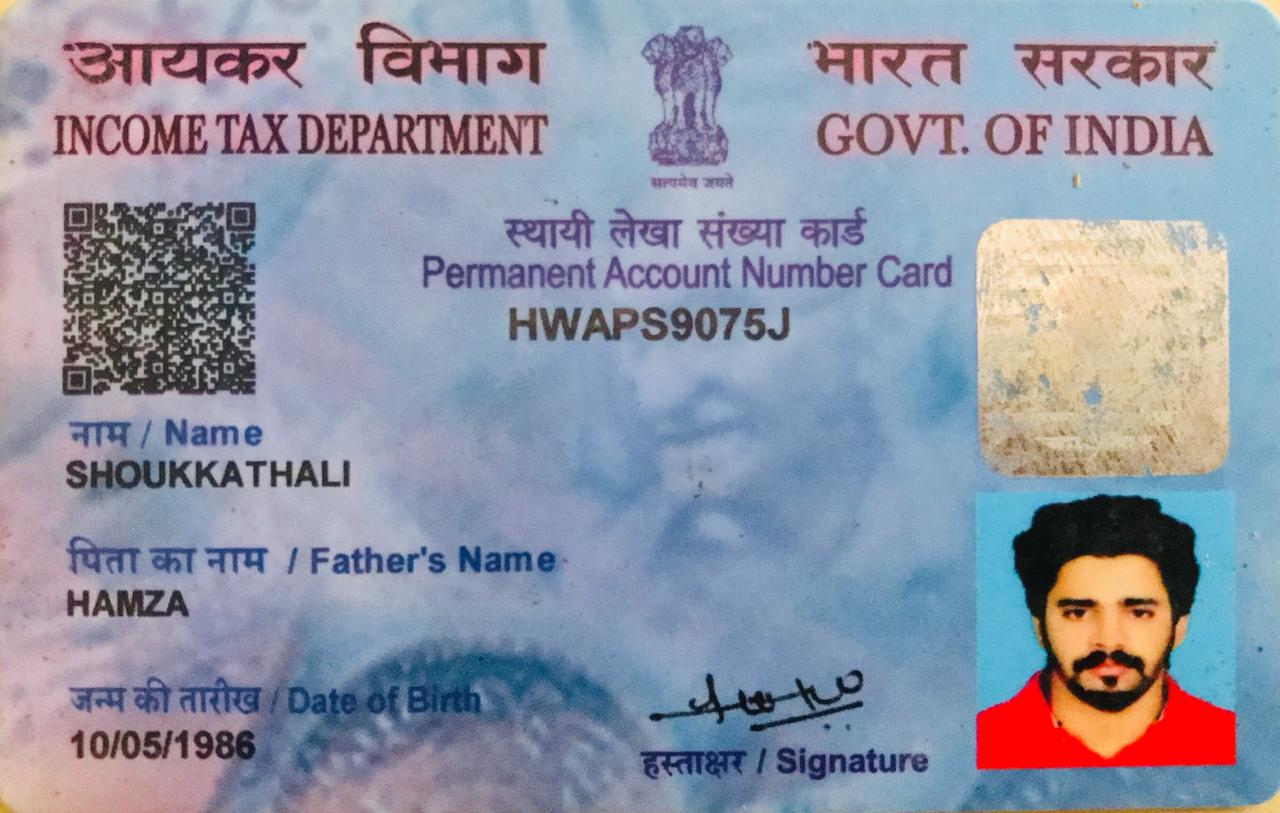 आयकर विभाग
INCOME TAX DEPARTMENT
भारत सरकार
GOVT. OF INDIA
सत्यमेव जयते
स्थायी लेखा संख्या कार्ड
Permanent Account Number Card
HWAPS9075J
नाम / Name
SHOUKKATHALI
पिता का नाम / Father's Name
HAMZA
जन्म की तारीख / Date of Birth
10/05/1986
हस्ताक्षर / Signature